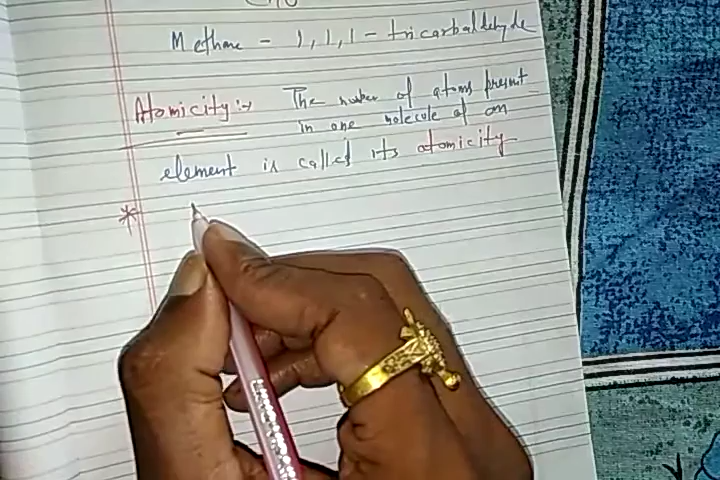 Methane - 1, 1, 1 - tricarbaldehyde
Atomicity :- The number of atoms present
in one molecule of an
element is called its atomicity
*